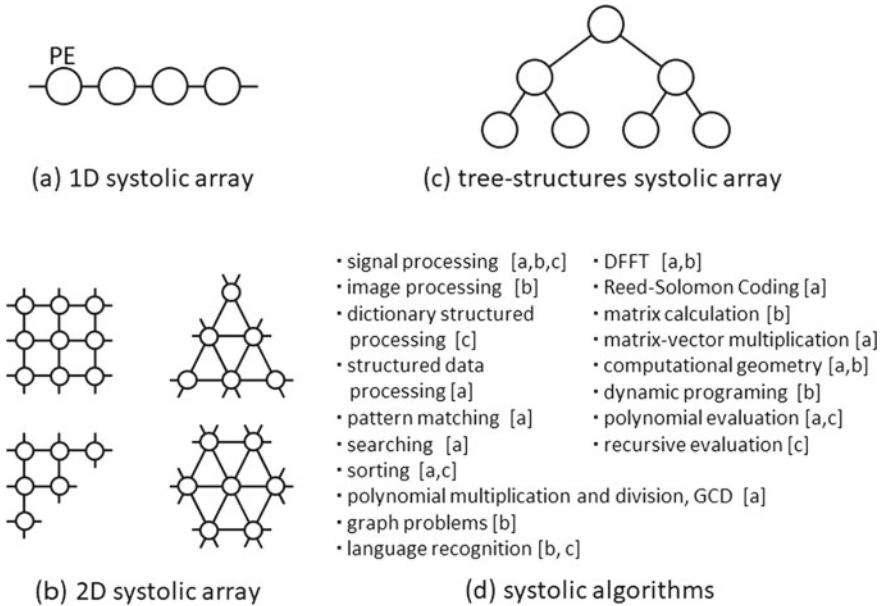 PE
(a) 1D systolic array
(c) tree-structures systolic array
· signal processing [a,b,c]
· image processing [b]
· dictionary structured
processing [c]
· structured data
processing [a]
· pattern matching [a]
· searching [a]
· sorting [a,c]
· polynomial multiplication and division, GCD [a]
· graph problems [b]
· language recognition [b, c]
· DFFT [a,b]
· Reed-Solomon Coding [a]
· matrix calculation [b]
· matrix-vector multiplication [a]
· computational geometry [a,b]
· dynamic programing [b]
· polynomial evaluation [a,c]
· recursive evaluation [c]
(b) 2D systolic array
(d) systolic algorithms